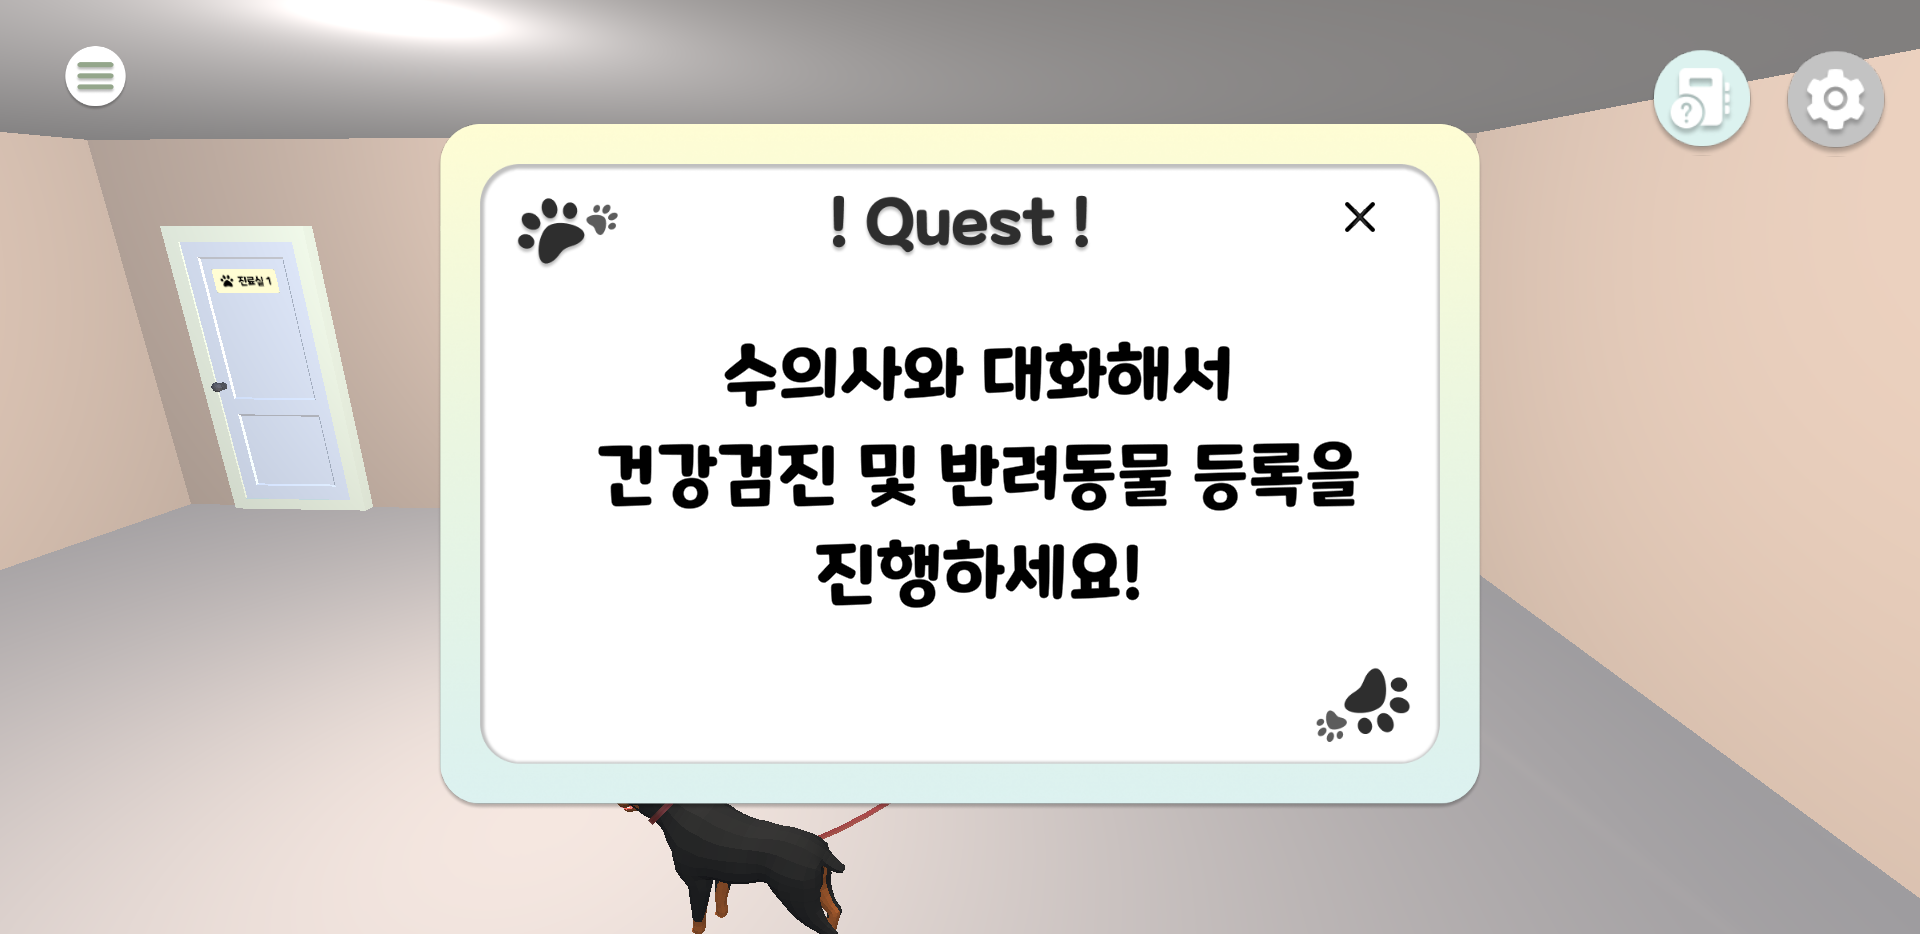 ! Quest !
진료실 1
수의사와 대화해서
건강검진 및 반려동물 등록을
진행하세요!
?